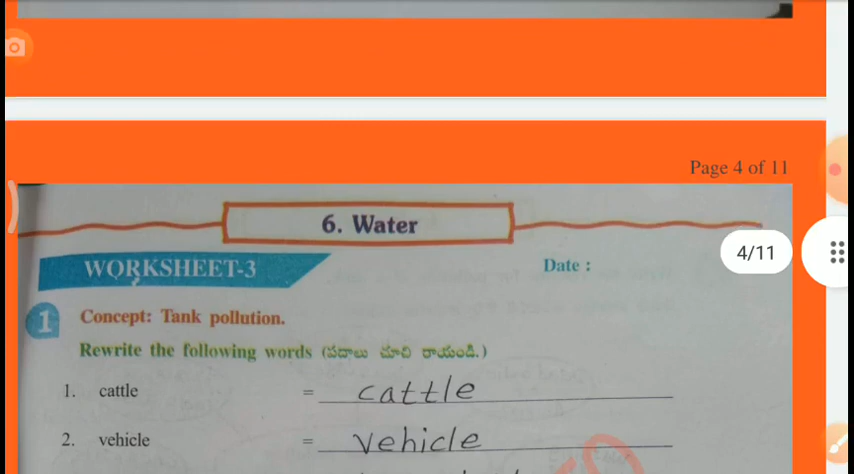 Page 4 of 11
6. Water
4/11
WORKSHEET-3
Date :
1 Concept: Tank pollution.
Rewrite the following words (పదాలు చూచి రాయండి.)
1. cattle = cattle
2. vehicle = vehicle